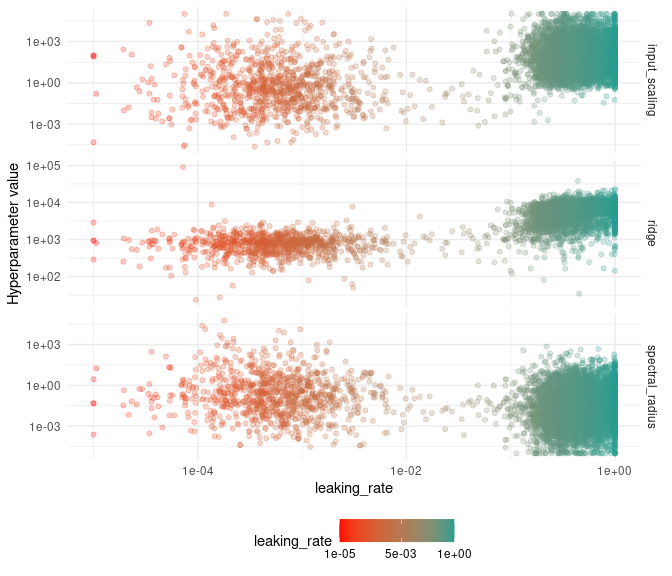 1e+03
1e+00
1e-03
input_scaling
1e+05
1e+04
1e+03
1e+02
ridge
1e+03
1e+00
1e-03
spectral_radius
Hyperparameter value
1e-04 1e-02 1e+00
leaking_rate
leaking_rate
1e-05 5e-03 1e+00